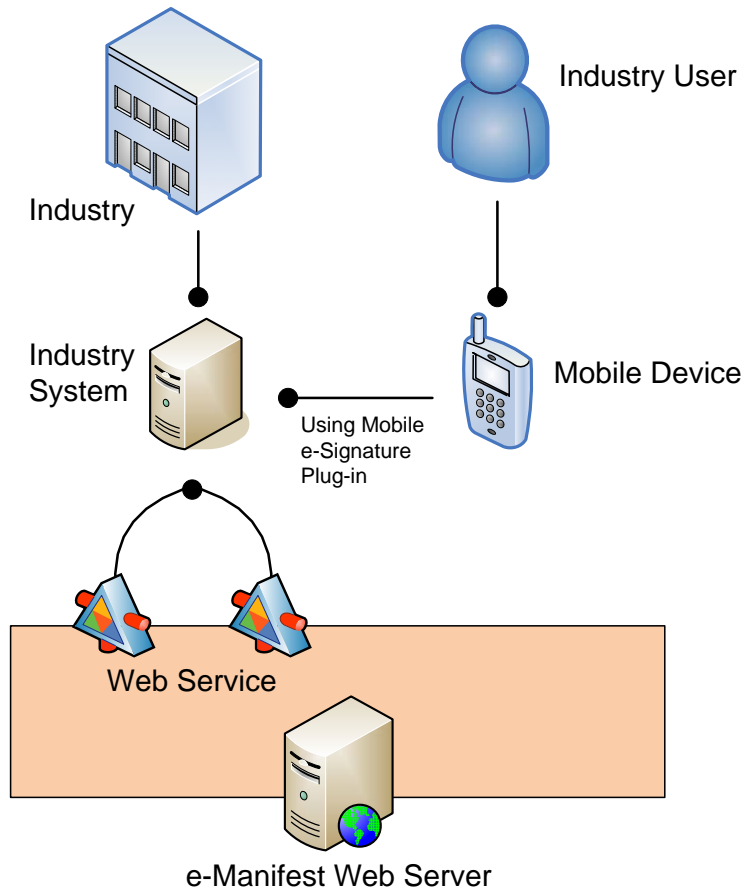 Industry User
Industry
Industry
System
Mobile Device
Using Mobile
e-Signature
Plug-in
Web Service
e-Manifest Web Server